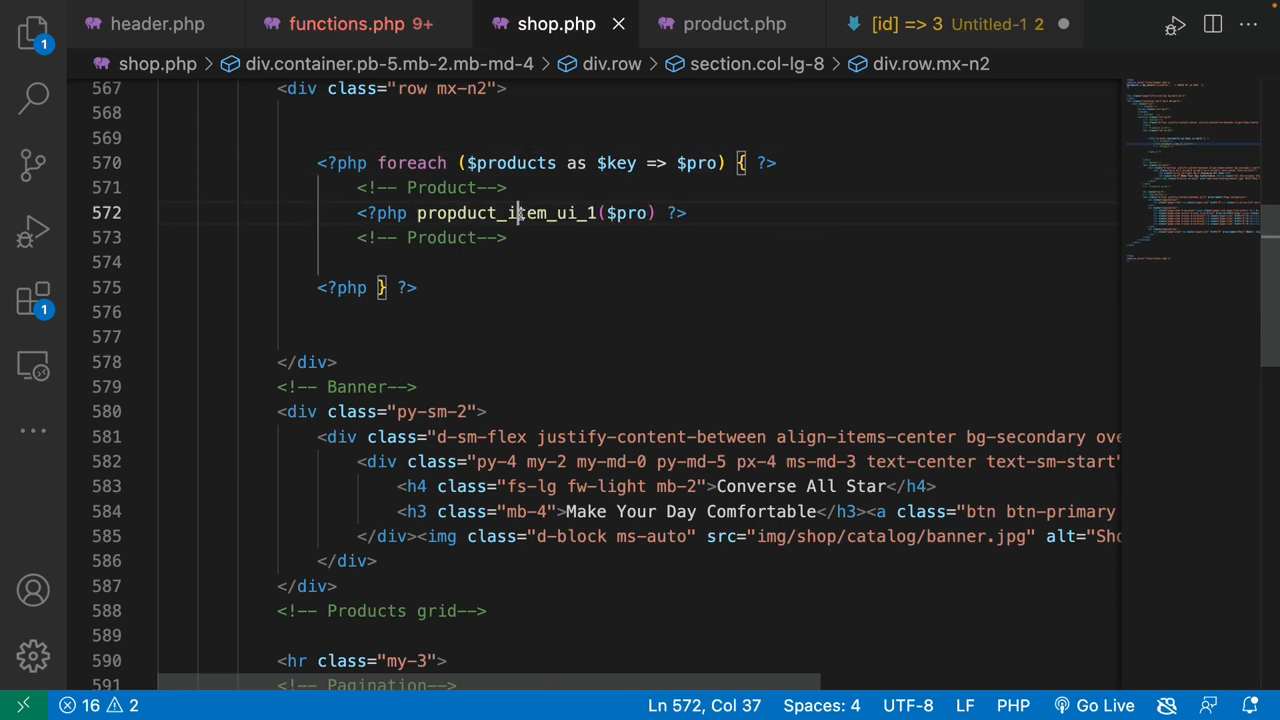 header.php functions.php 9+ shop.php product.php [id] => 3 Untitled-1 2
shop.php > div.container.pb-5.mb-2.mb-md-4 > div.row > section.col-lg-8 > div.row.mx-n2
567 <div class="row mx-n2">
568
569
570 <?php foreach ($products as $key => $pro) { ?>
571 <!-- Product-->
572 <?php propduct_item_ui_1($pro) ?>
573 <!-- Product-->
574
575 <?php } ?>
576
577
578 </div>
579 <!-- Banner-->
580 <div class="py-sm-2">
581 <div class="d-sm-flex justify-content-between align-items-center bg-secondary ove
582 <div class="py-4 my-2 my-md-0 py-md-5 px-4 ms-md-3 text-center text-sm-start"
583 <h4 class="fs-lg fw-light mb-2">Converse All Star</h4>
584 <h3 class="mb-4">Make Your Day Comfortable</h3><a class="btn btn-primary
585 </div><img class="d-block ms-auto" src="img/shop/catalog/banner.jpg" alt="Sho
586 </div>
587 </div>
588 <!-- Products grid-->
589
590 <hr class="my-3">
591 <!-- Pagination-->
1
1
16 2 Ln 572, Col 37 Spaces: 4 UTF-8 LF PHP Go Live